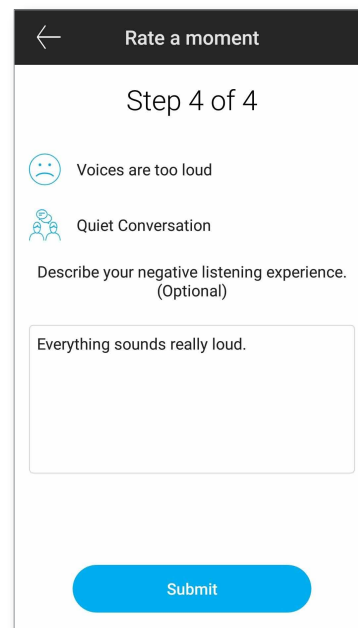 Rate a moment
Step 4 of 4
Voices are too loud
Quiet Conversation
Describe your negative listening experience.
(Optional)
Everything sounds really loud.
Submit